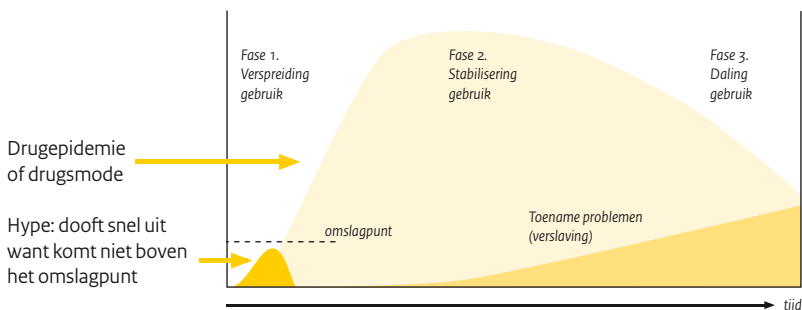 Fase 1.
Verspreiding
gebruik
Fase 2.
Stabilisering
gebruik
Fase 3.
Daling
gebruik
Drugepidemie
of drugsmode
Hype: dooft snel uit
want komt niet boven
het omslagpunt
omslagpunt
Toename problemen
(verslaving)
tijd